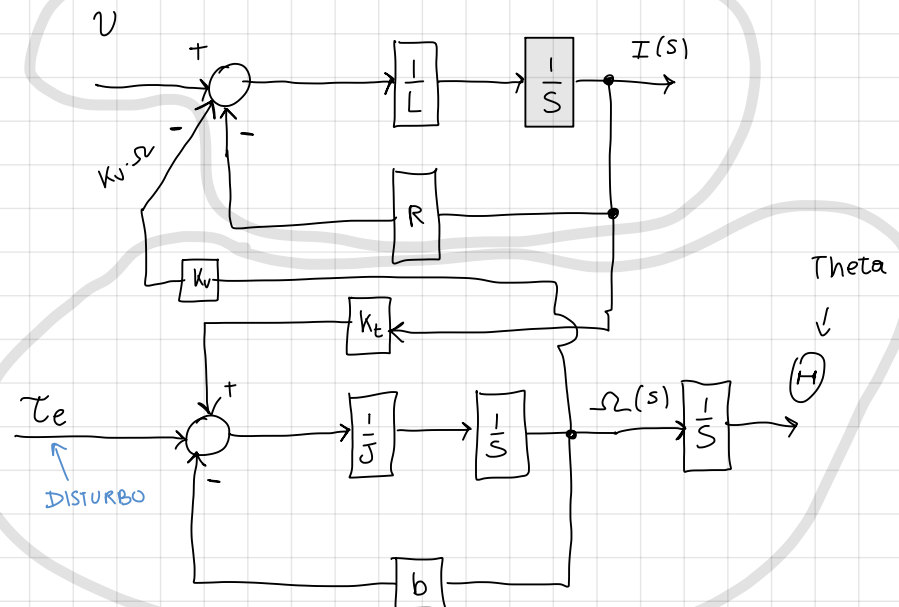 U
+
1
L
1
S
I(s)
-
-
Kv·Ω
R
Kv
Kt
Theta
Θ
τe
+
1
J
1
S
Ω(s)
1
S
-
DISTURBO
b